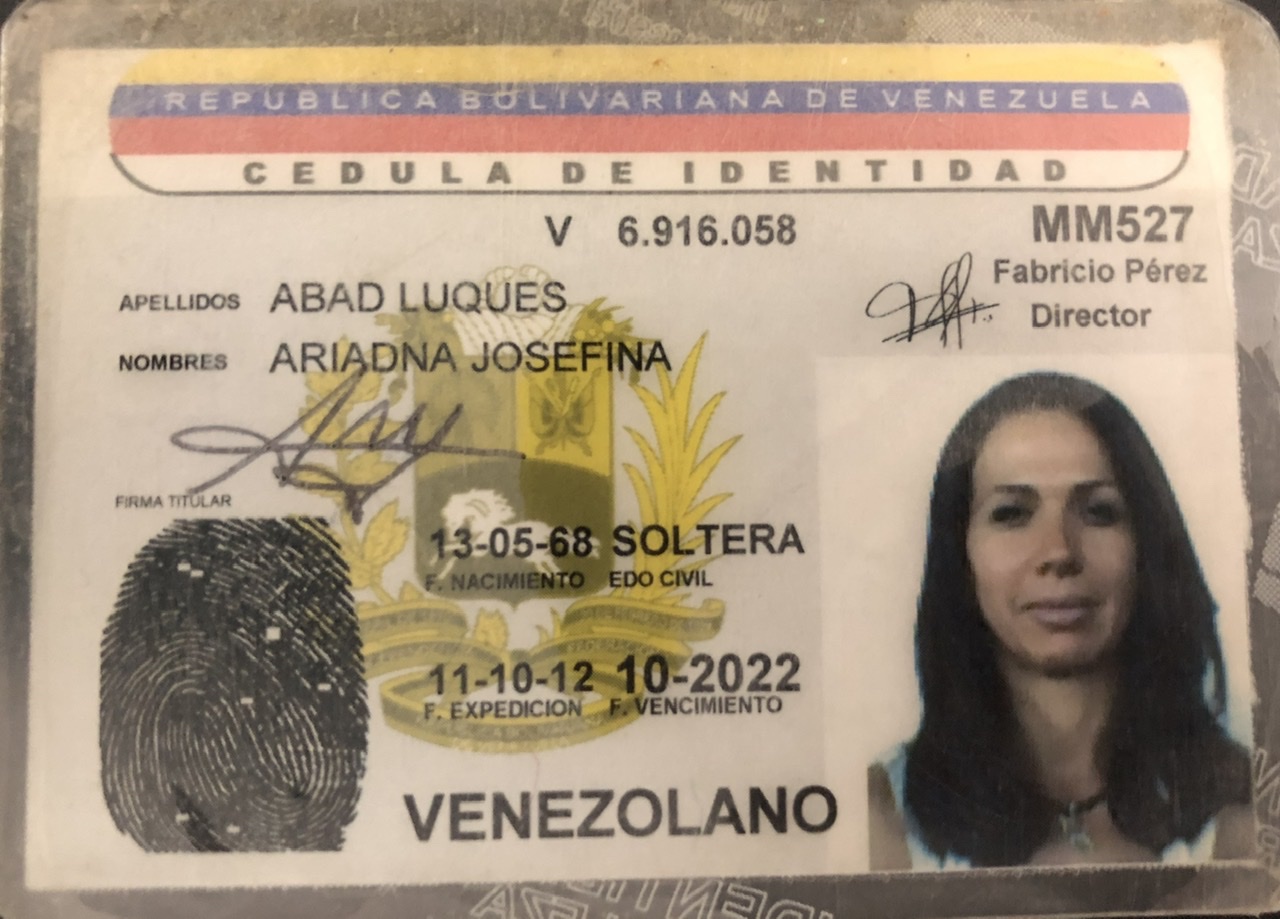 REPÚBLICA BOLIVARIANA DE VENEZUELA
CEDULA DE IDENTIDAD
V 6.916.058
MM527
Fabricio Pérez
Director
APELLIDOS ABAD LUQUES
NOMBRES ARIADNA JOSEFINA
FIRMA TITULAR
13-05-68 SOLTERA
F. NACIMIENTO EDO CIVIL
11-10-12 10-2022
F. EXPEDICION F. VENCIMIENTO
VENEZOLANO